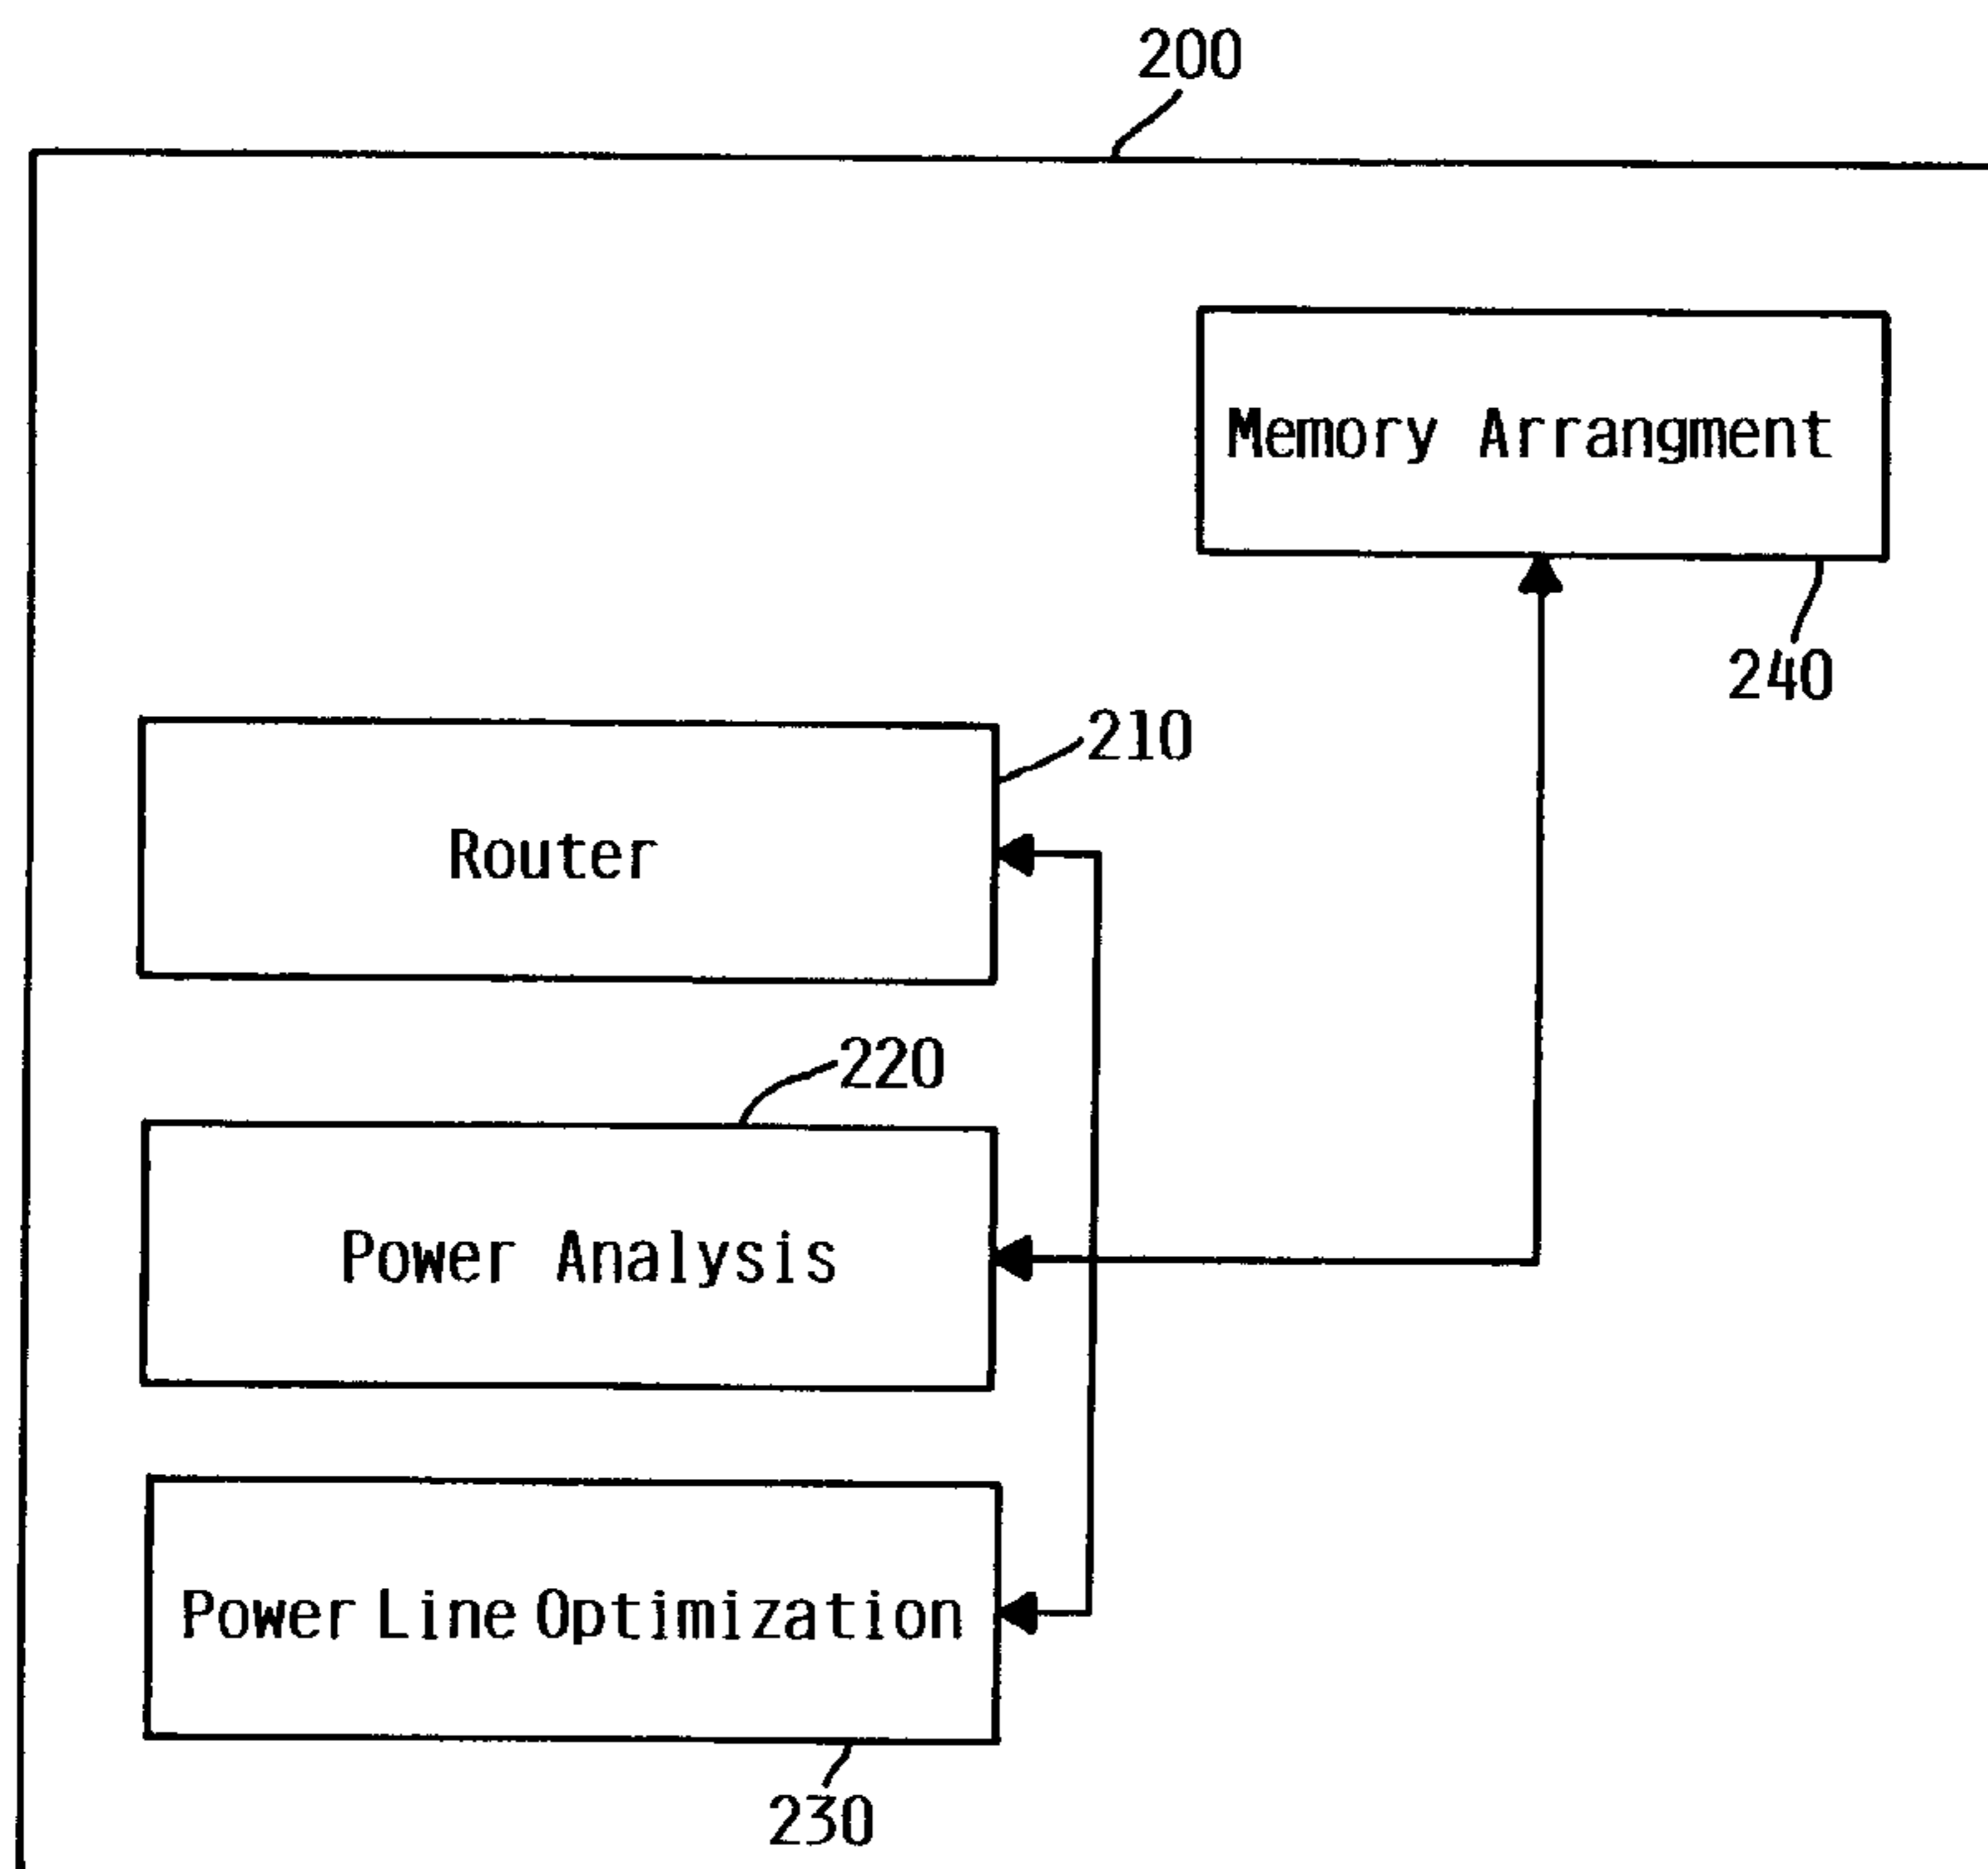 200
Memory Arrangment
240
210
Router
220
Power Analysis
Power Line Optimization
230